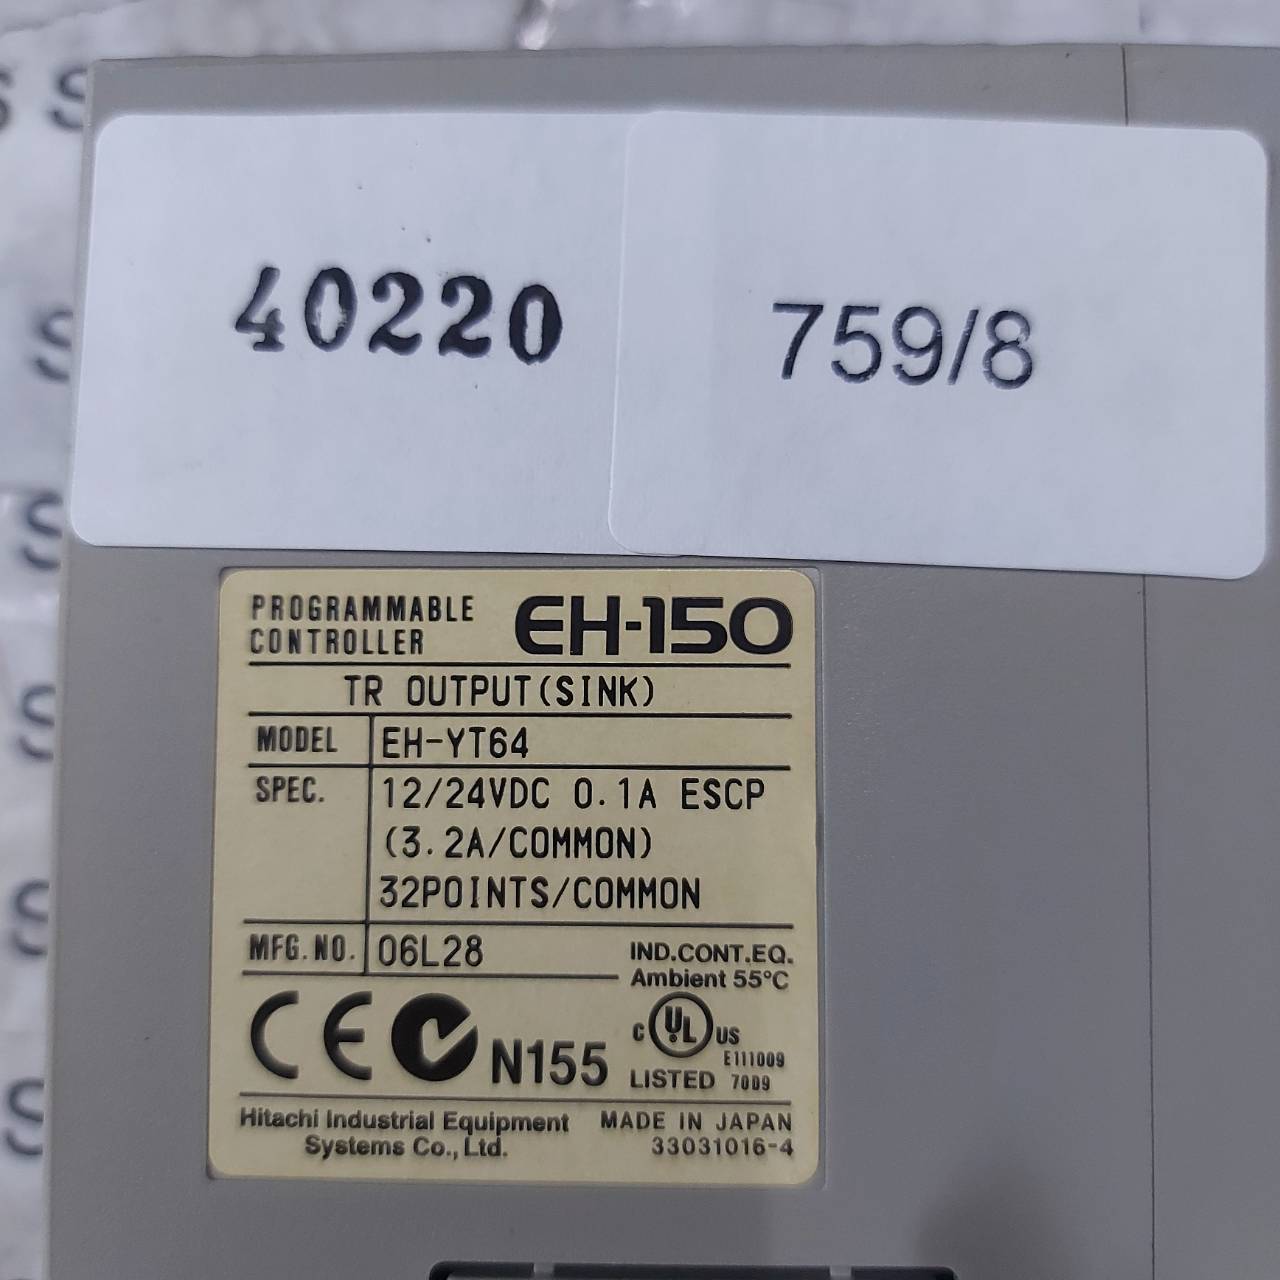 40220
759/8
PROGRAMMABLE
CONTROLLER
EH-150
TR OUTPUT(SINK)
MODEL EH-YT64
SPEC. 12/24VDC 0.1A ESCP
(3.2A/COMMON)
32POINTS/COMMON
MFG.NO. 06L28
IND.CONT.EQ.
Ambient 55°C
CE N155
C UL US
E111009
LISTED 7009
Hitachi Industrial Equipment
Systems Co.,Ltd.
MADE IN JAPAN
33031016-4